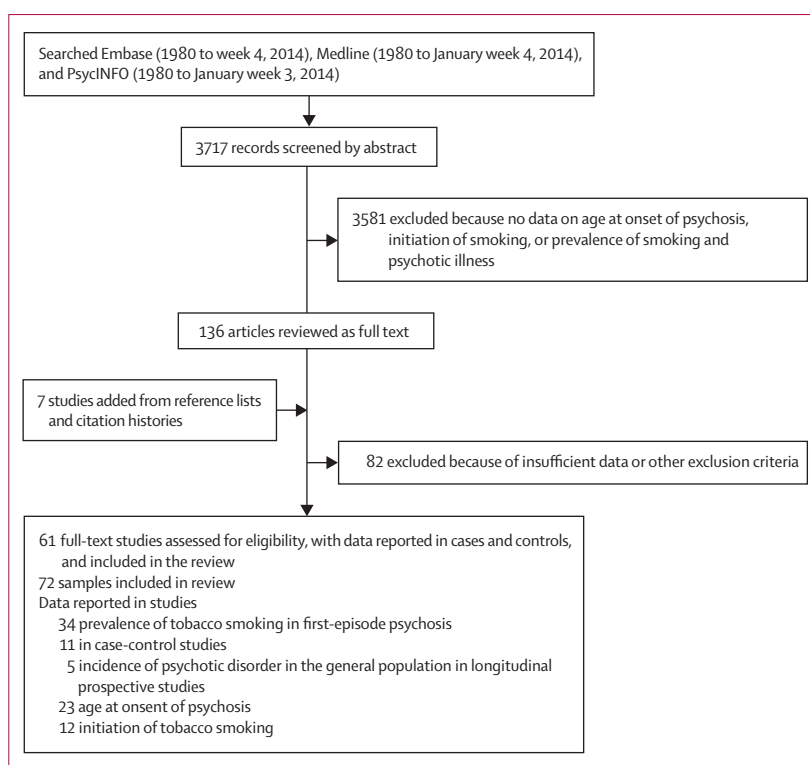 Searched Embase (1980 to week 4, 2014), Medline (1980 to January week 4, 2014),
and PsycINFO (1980 to January week 3, 2014)
3717 records screened by abstract
3581 excluded because no data on age at onset of psychosis,
initiation of smoking, or prevalence of smoking and
psychotic illness
136 articles reviewed as full text
7 studies added from reference lists
and citation histories
82 excluded because of insufficient data or other exclusion criteria
61 full-text studies assessed for eligibility, with data reported in cases and controls,
and included in the review
72 samples included in review
Data reported in studies
34 prevalence of tobacco smoking in first-episode psychosis
11 in case-control studies
5 incidence of psychotic disorder in the general population in longitudinal
prospective studies
23 age at onsent of psychosis
12 initiation of tobacco smoking